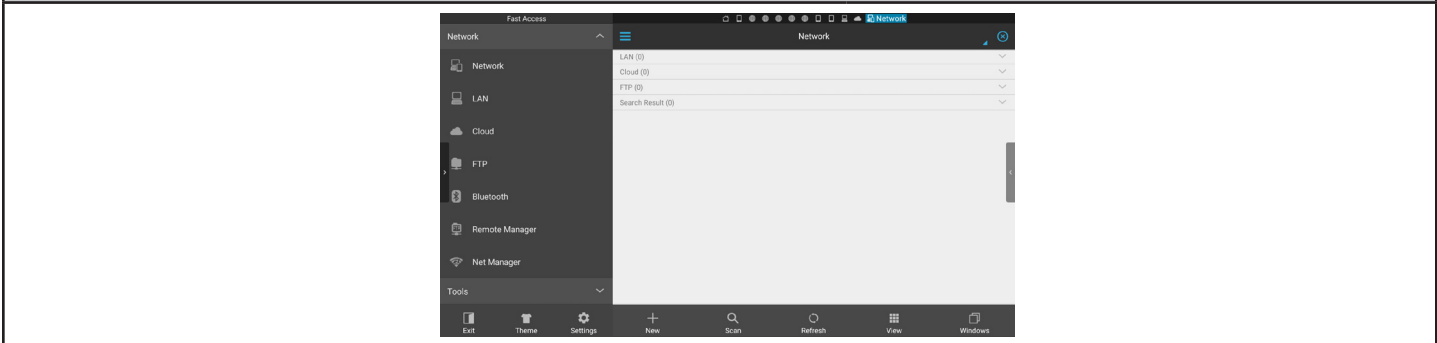 Fast Access
Network
Network
Network
LAN (0)
Cloud (0)
FTP (0)
Search Result (0)
Network
LAN
Cloud
FTP
Bluetooth
Remote Manager
Net Manager
Tools
Exit
Theme
Settings
New
Scan
Refresh
View
Windows